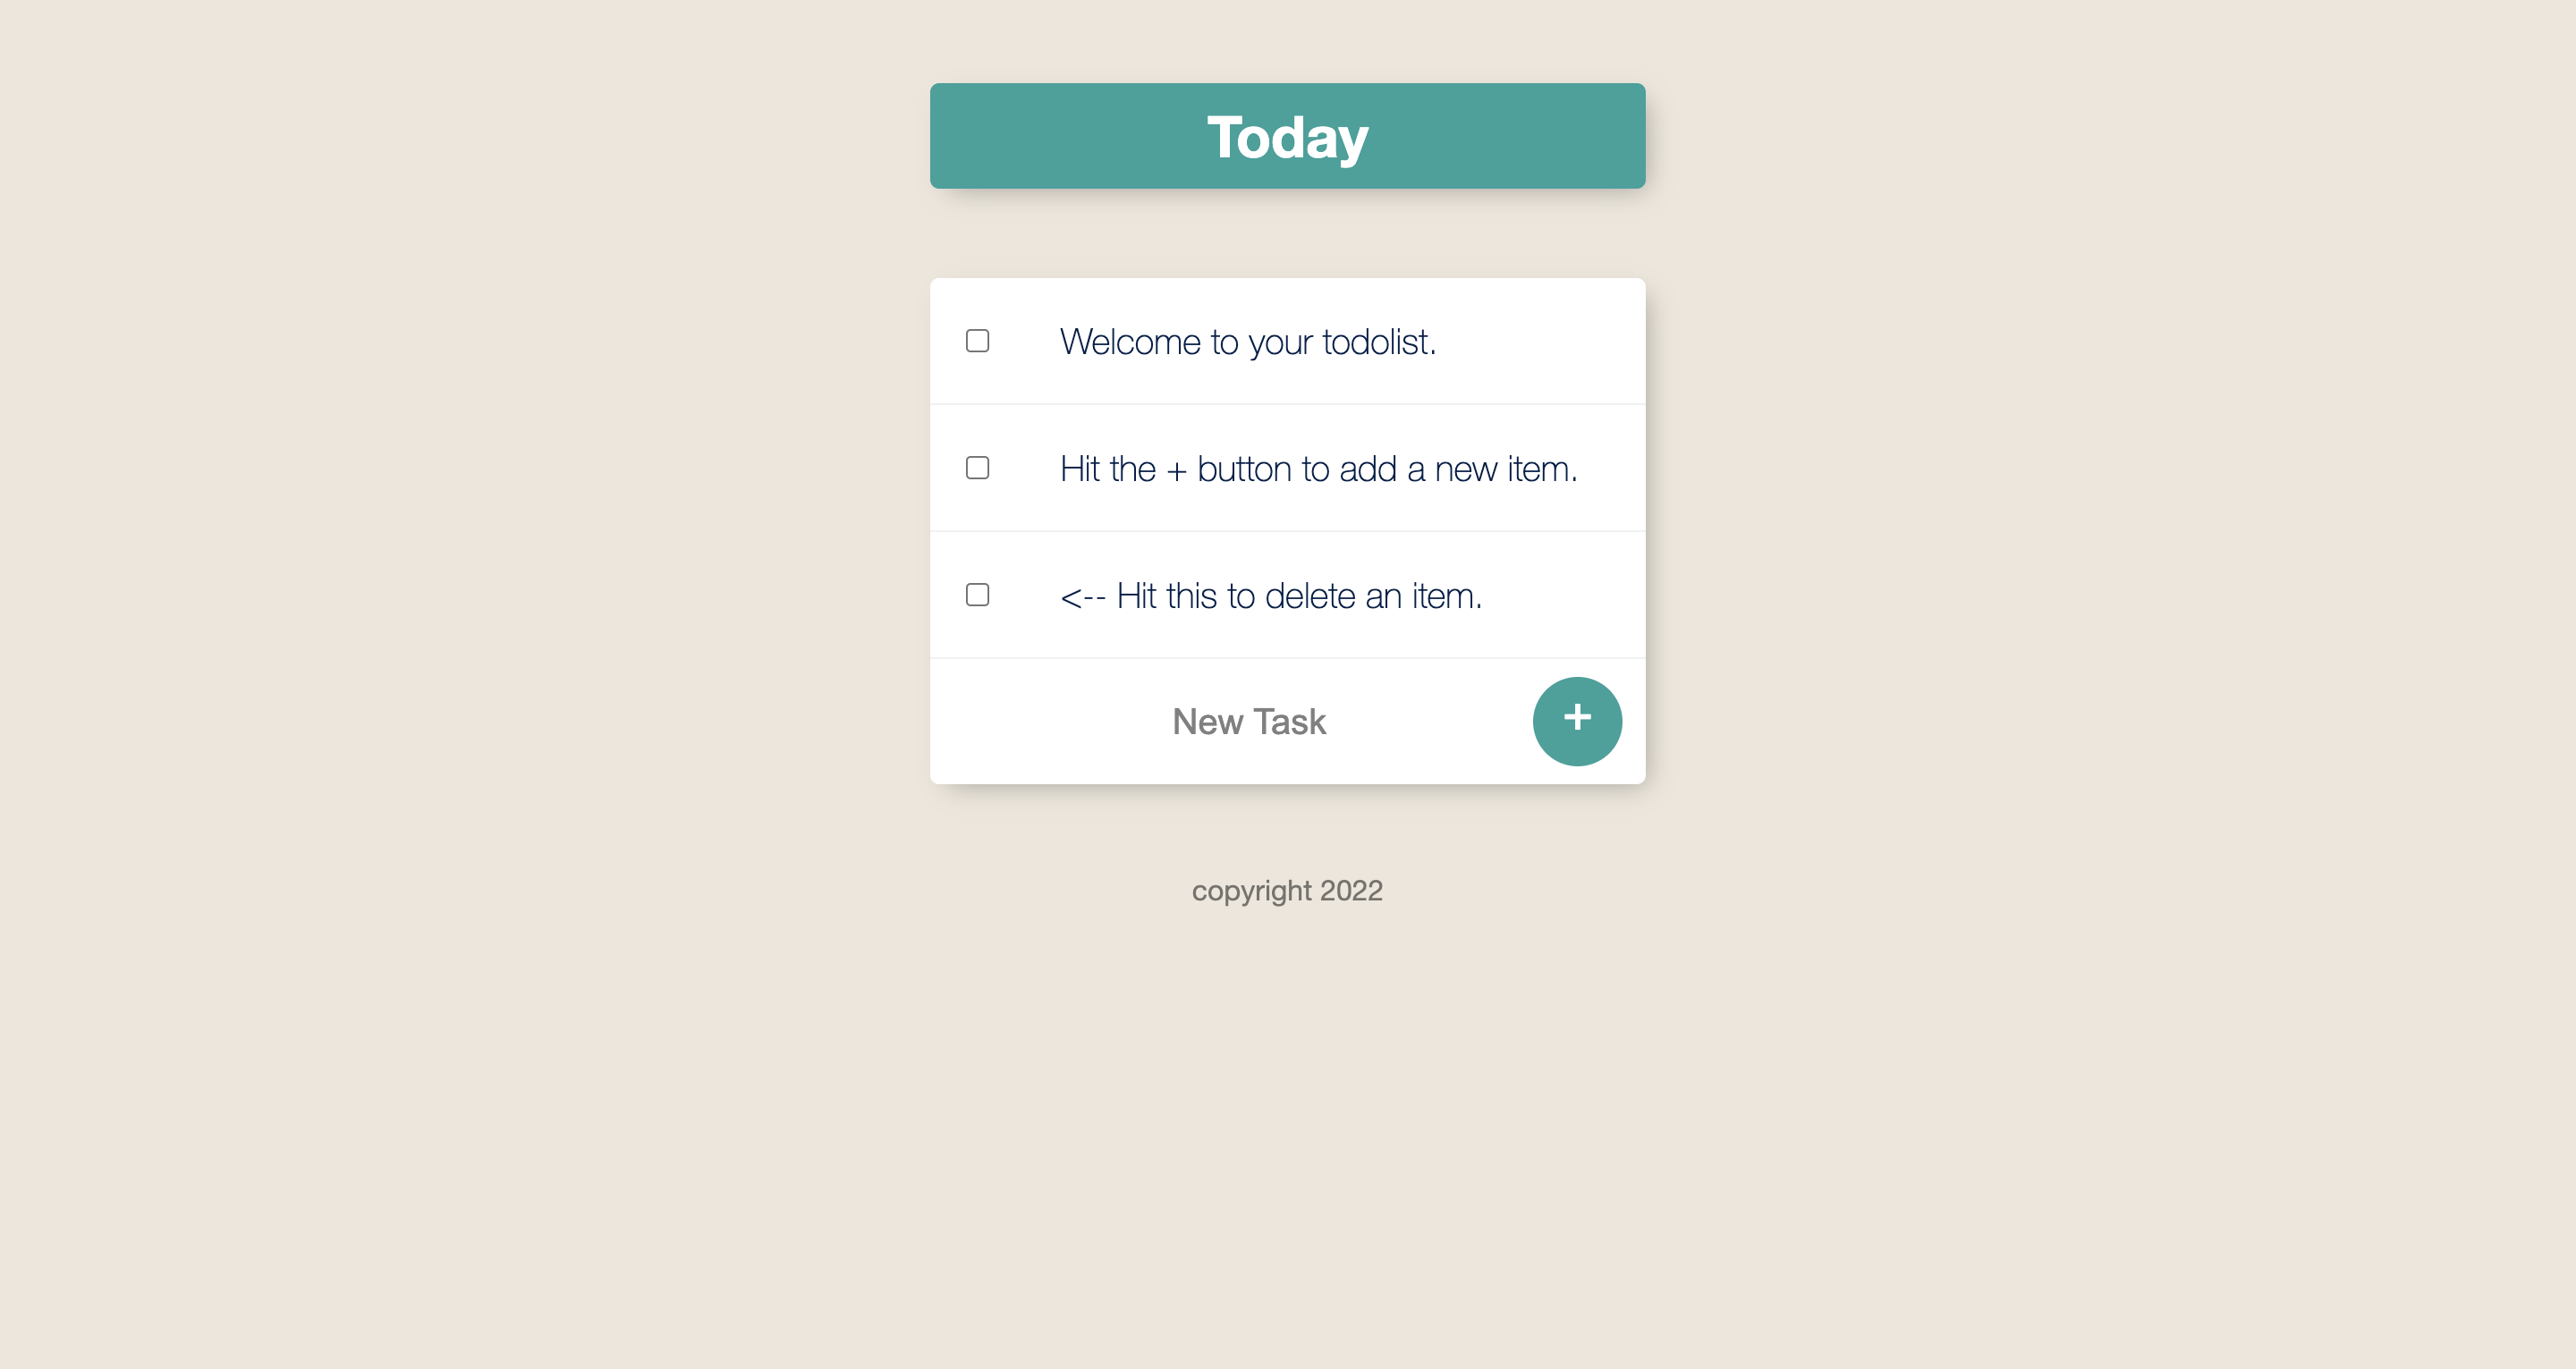 Today
Welcome to your todolist.
Hit the + button to add a new item.
<-- Hit this to delete an item.
New Task +
copyright 2022